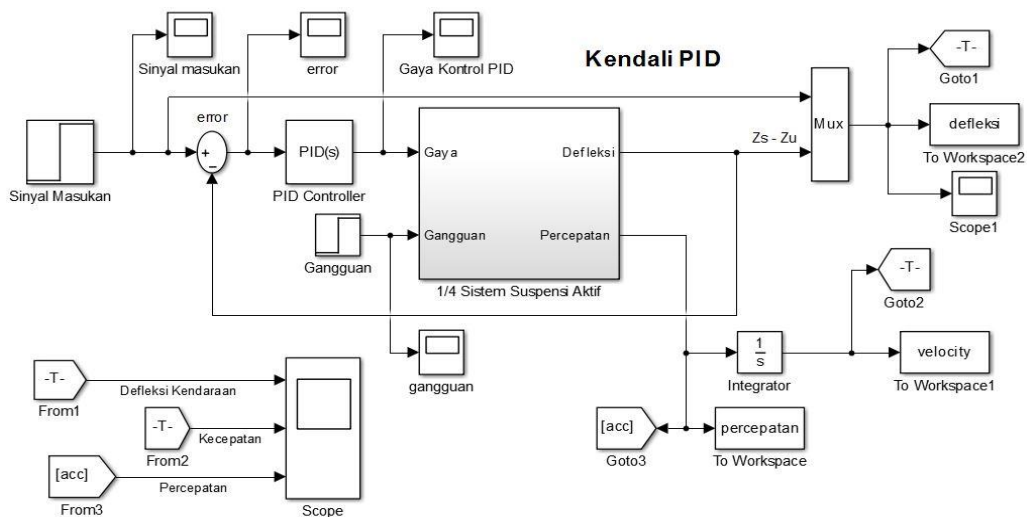 Kendali PID
Sinyal masukan
error
Gaya Kontrol PID
-T-
Goto1
Sinyal Masukan
error
+
−
PID(s)
PID Controller
Gaya
Gangguan
Defleksi
Percepatan
1/4 Sistem Suspensi Aktif
Gangguan
Zs - Zu
Mux
defleksi
To Workspace2
Scope1
-T-
Goto2
gangguan
1
s
Integrator
velocity
To Workspace1
[acc]
Goto3
percepatan
To Workspace
-T-
From1
Defleksi Kendaraan
-T-
From2
Kecepatan
[acc]
From3
Percepatan
Scope